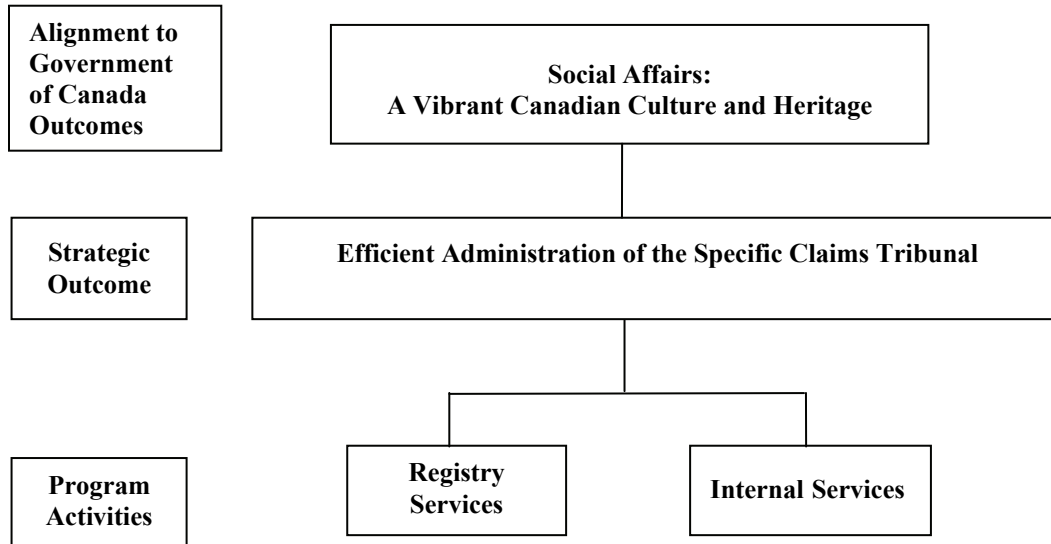 Alignment to
Government
of Canada
Outcomes
Social Affairs:
A Vibrant Canadian Culture and Heritage
Strategic
Outcome
Efficient Administration of the Specific Claims Tribunal
Program
Activities
Registry
Services
Internal Services